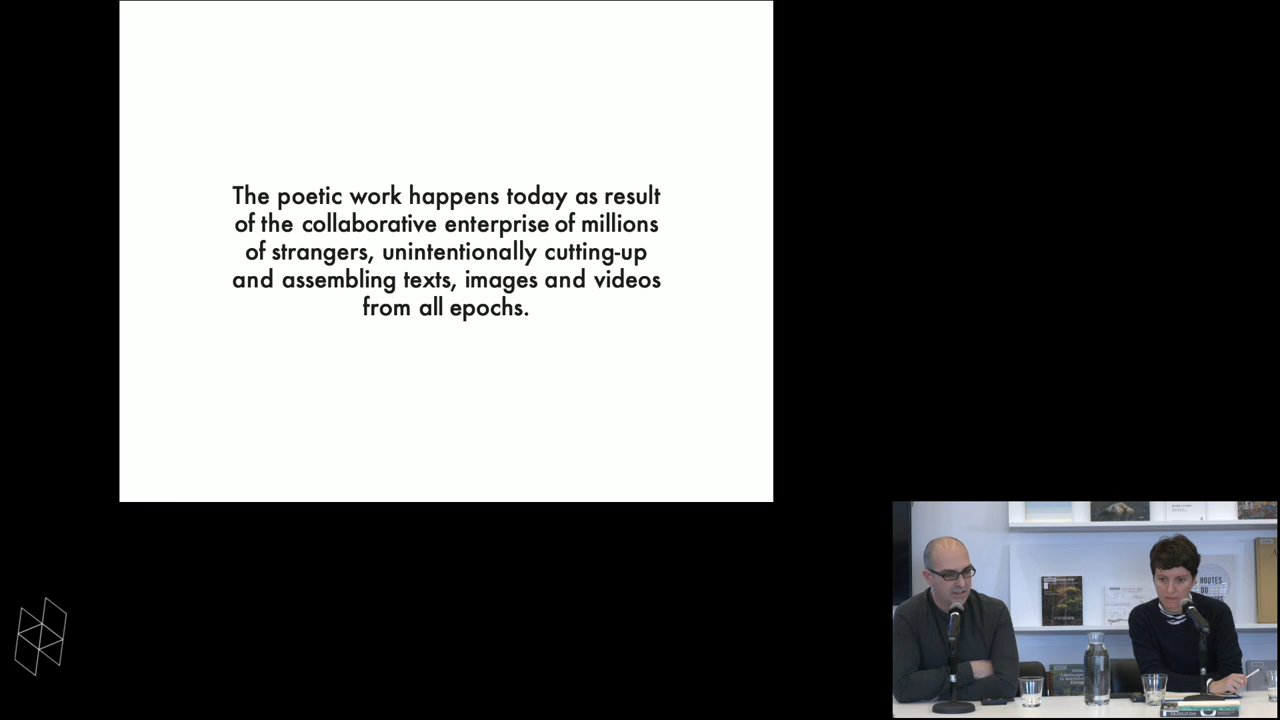 The poetic work happens today as result
of the collaborative enterprise of millions
of strangers, unintentionally cutting-up
and assembling texts, images and videos
from all epochs.
ROUTES